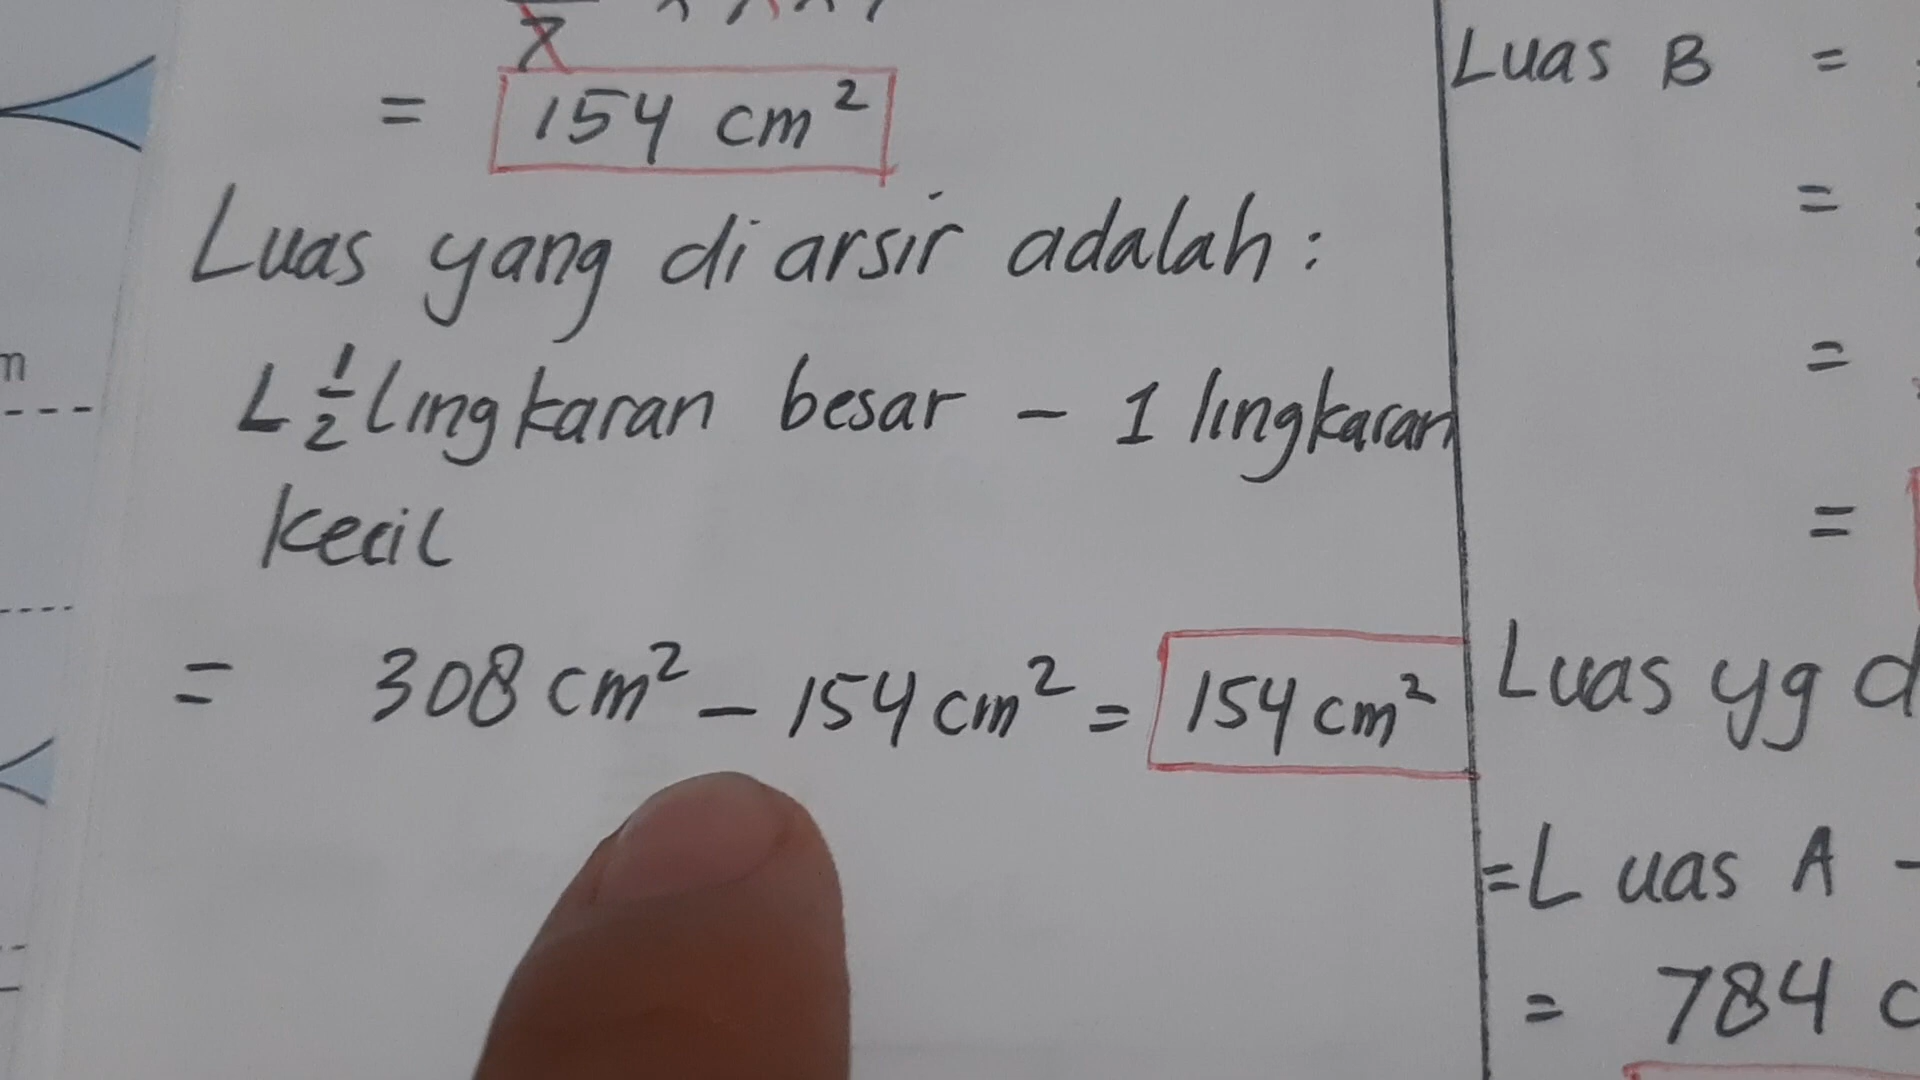 7
= 154 cm²
Luas yang di arsir adalah :
L ½ lingkaran besar - 1 lingkaran
kecil
= 308 cm² - 154 cm² = 154 cm²
Luas B =
=
=
=
Luas yg d
= Luas A -
= 784 c
n